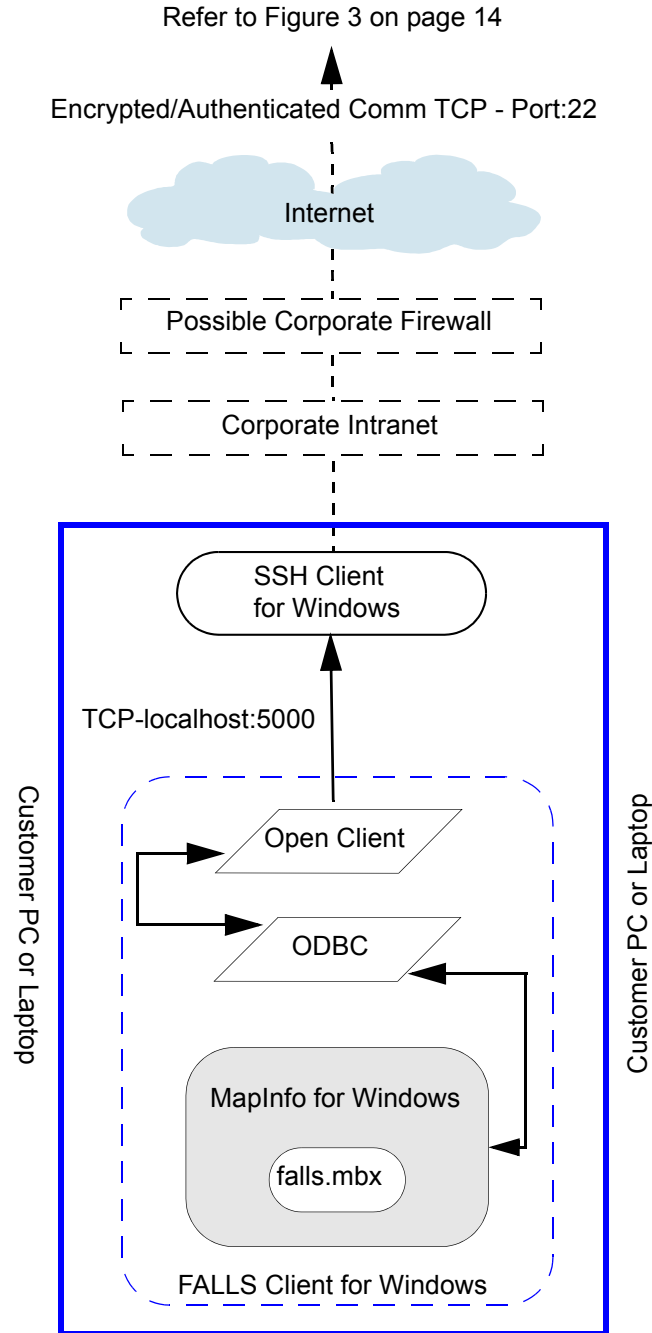 Refer to Figure 3 on page 14
Encrypted/Authenticated Comm TCP - Port:22
Internet
Possible Corporate Firewall
Corporate Intranet
SSH Client
for Windows
TCP-localhost:5000
Customer PC or Laptop
Customer PC or Laptop
Open Client
ODBC
MapInfo for Windows
falls.mbx
FALLS Client for Windows